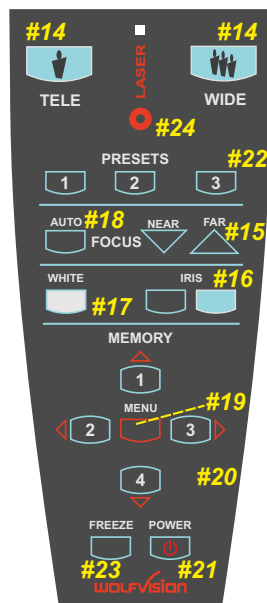 #14 #14
LASER
TELE WIDE
#24
PRESETS #22
1 2 3
AUTO #18 NEAR FAR #15
FOCUS
WHITE IRIS #16
#17
MEMORY
1
MENU #19
2 3
4 #20
FREEZE POWER
#23 #21
WOLFVISION